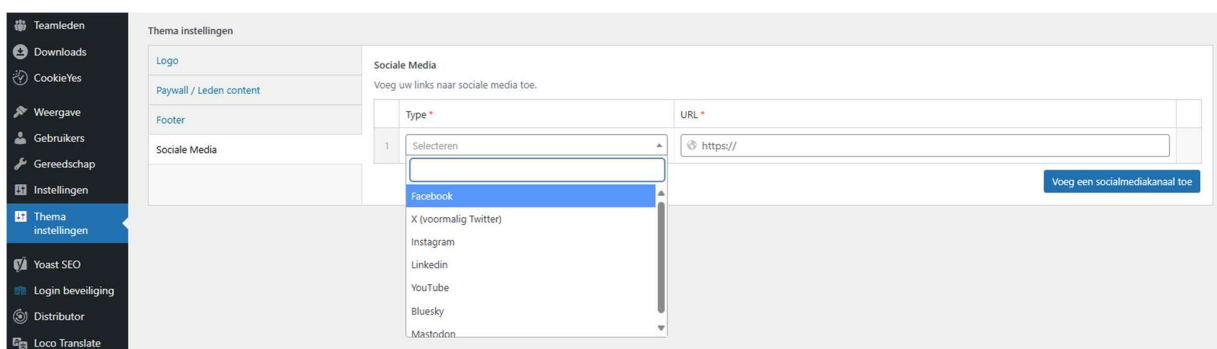 Teamleden
Downloads
CookieYes
Weergave
Gebruikers
Gereedschap
Instellingen
Thema
instellingen
Yoast SEO
Login beveiliging
Distributor
Loco Translate
Thema instellingen
Logo
Paywall / Leden content
Footer
Sociale Media
Sociale Media
Voeg uw links naar sociale media toe.
Type * URL *
1 Selecteren https://
Facebook
X (voormalig Twitter)
Instagram
Linkedin
YouTube
Bluesky
Mastodon
Voeg een socialmediakanaal toe